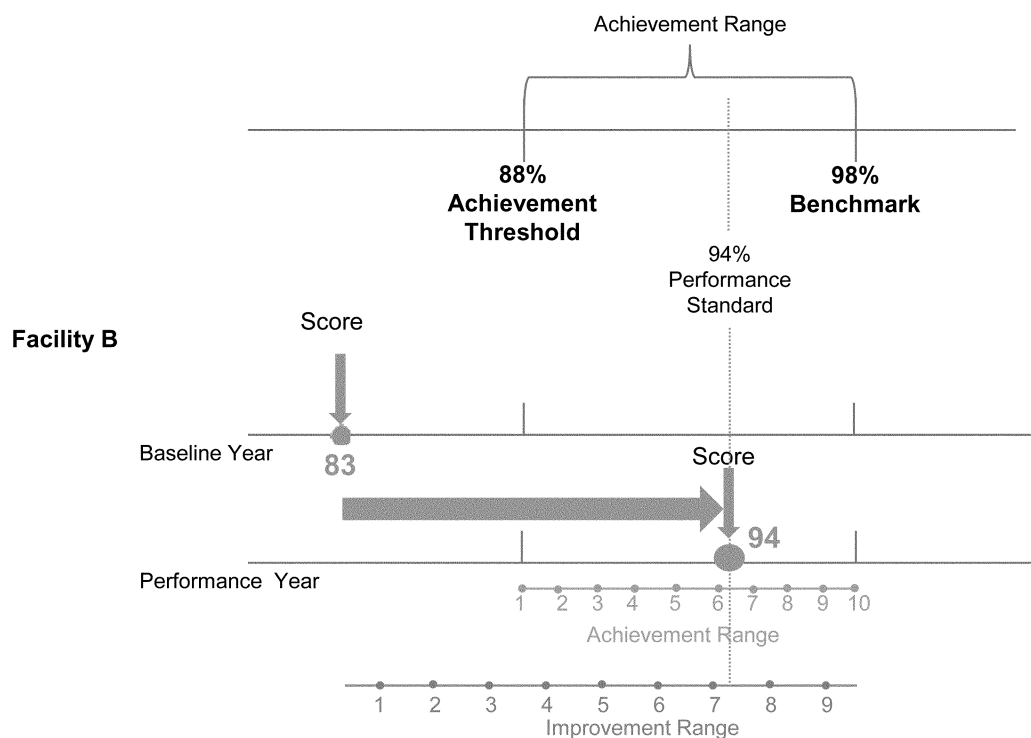 Achievement Range
88%
Achievement
Threshold
98%
Benchmark
94%
Performance
Standard
Facility B
Score
Baseline Year
83
Score
94
Performance Year
1 2 3 4 5 6 7 8 9 10
Achievement Range
1 2 3 4 5 6 7 8 9
Improvement Range